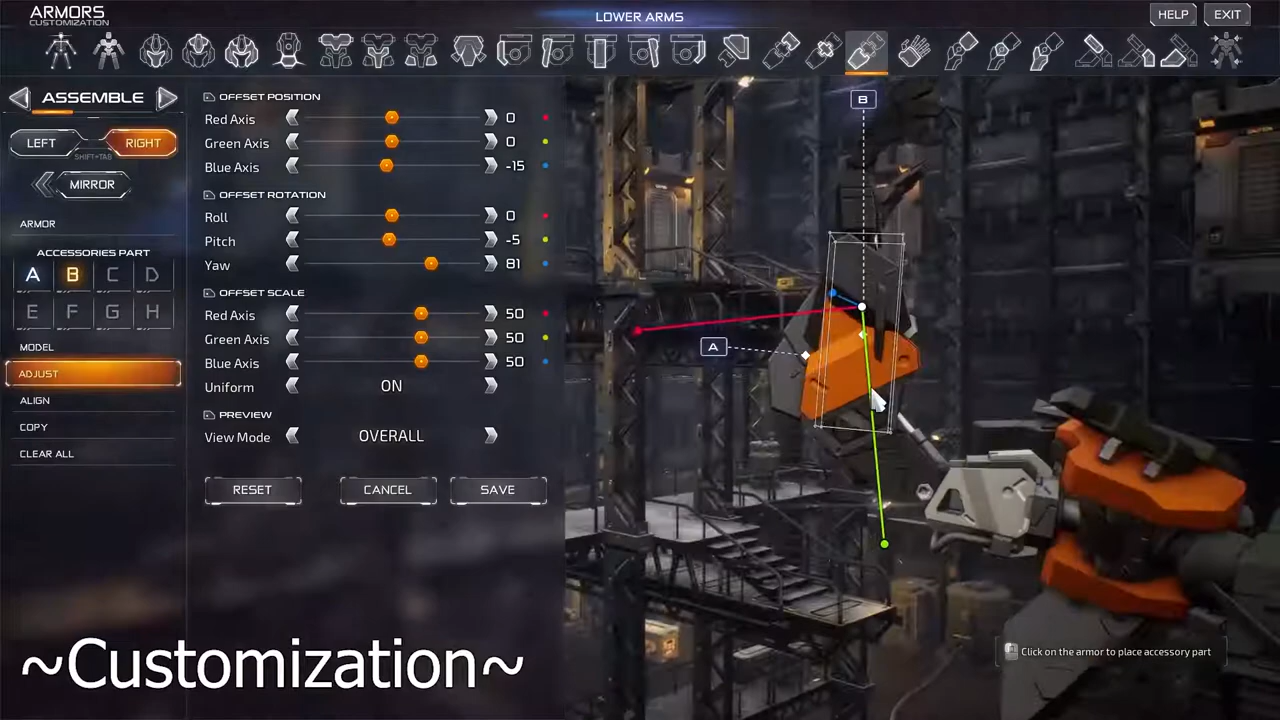 ARMORS
CUSTOMIZATION
LOWER ARMS
HELP
EXIT
ASSEMBLE
LEFT
RIGHT
SHIFT+TAB
MIRROR
ARMOR
ACCESSORIES PART
A B C D
E F G H
MODEL
ADJUST
ALIGN
COPY
CLEAR ALL
OFFSET POSITION
Red Axis 0
Green Axis 0
Blue Axis -15
OFFSET ROTATION
Roll 0
Pitch -5
Yaw 81
OFFSET SCALE
Red Axis 50
Green Axis 50
Blue Axis 50
Uniform ON
PREVIEW
View Mode OVERALL
RESET
CANCEL
SAVE
B
A
Click on the armor to place accessory part
~Customization~